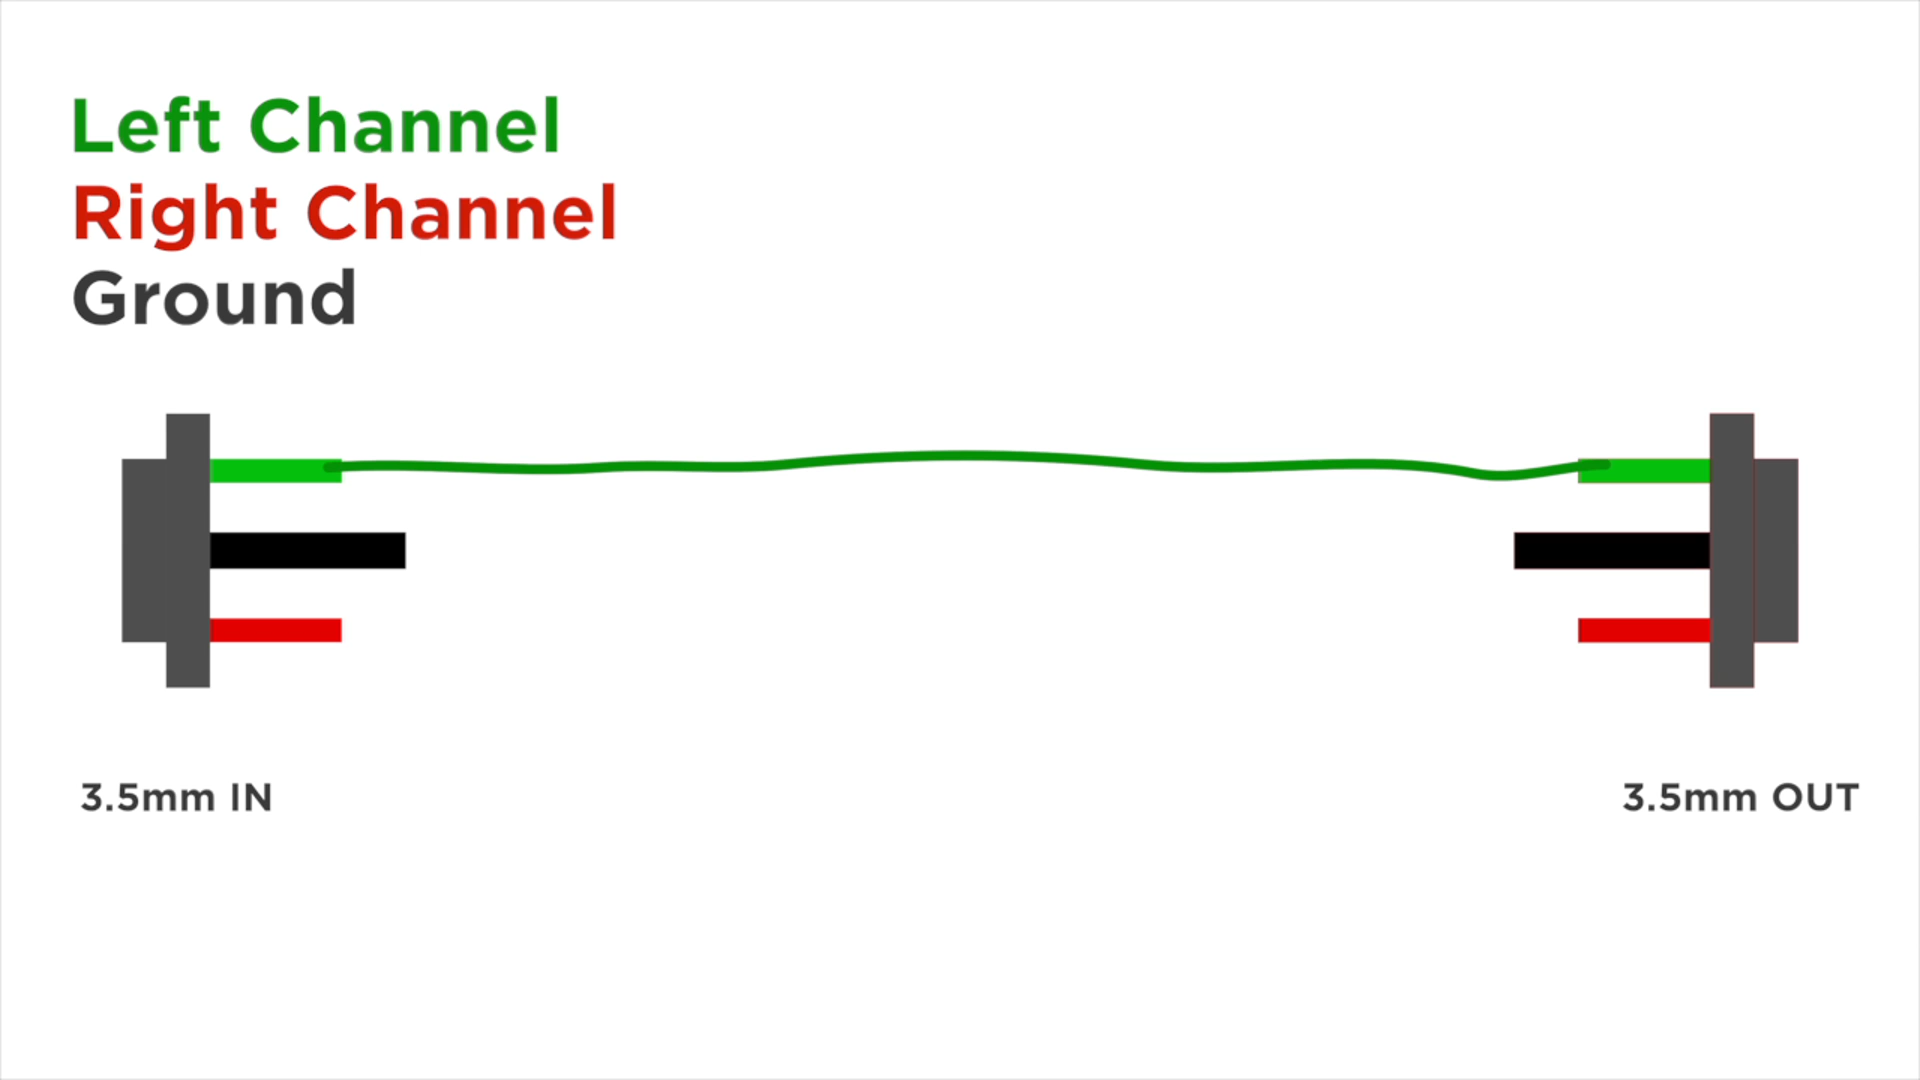 Left Channel
Right Channel
Ground
3.5mm IN
3.5mm OUT